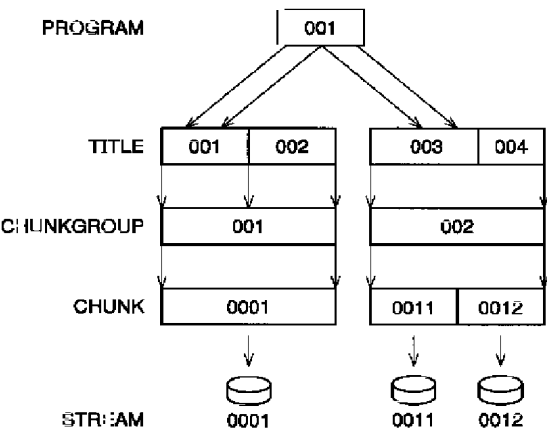 PROGRAM 001
TITLE 001 002 003 004
CHUNKGROUP 001 002
CHUNK 0001 0011 0012
STREAM 0001 0011 0012